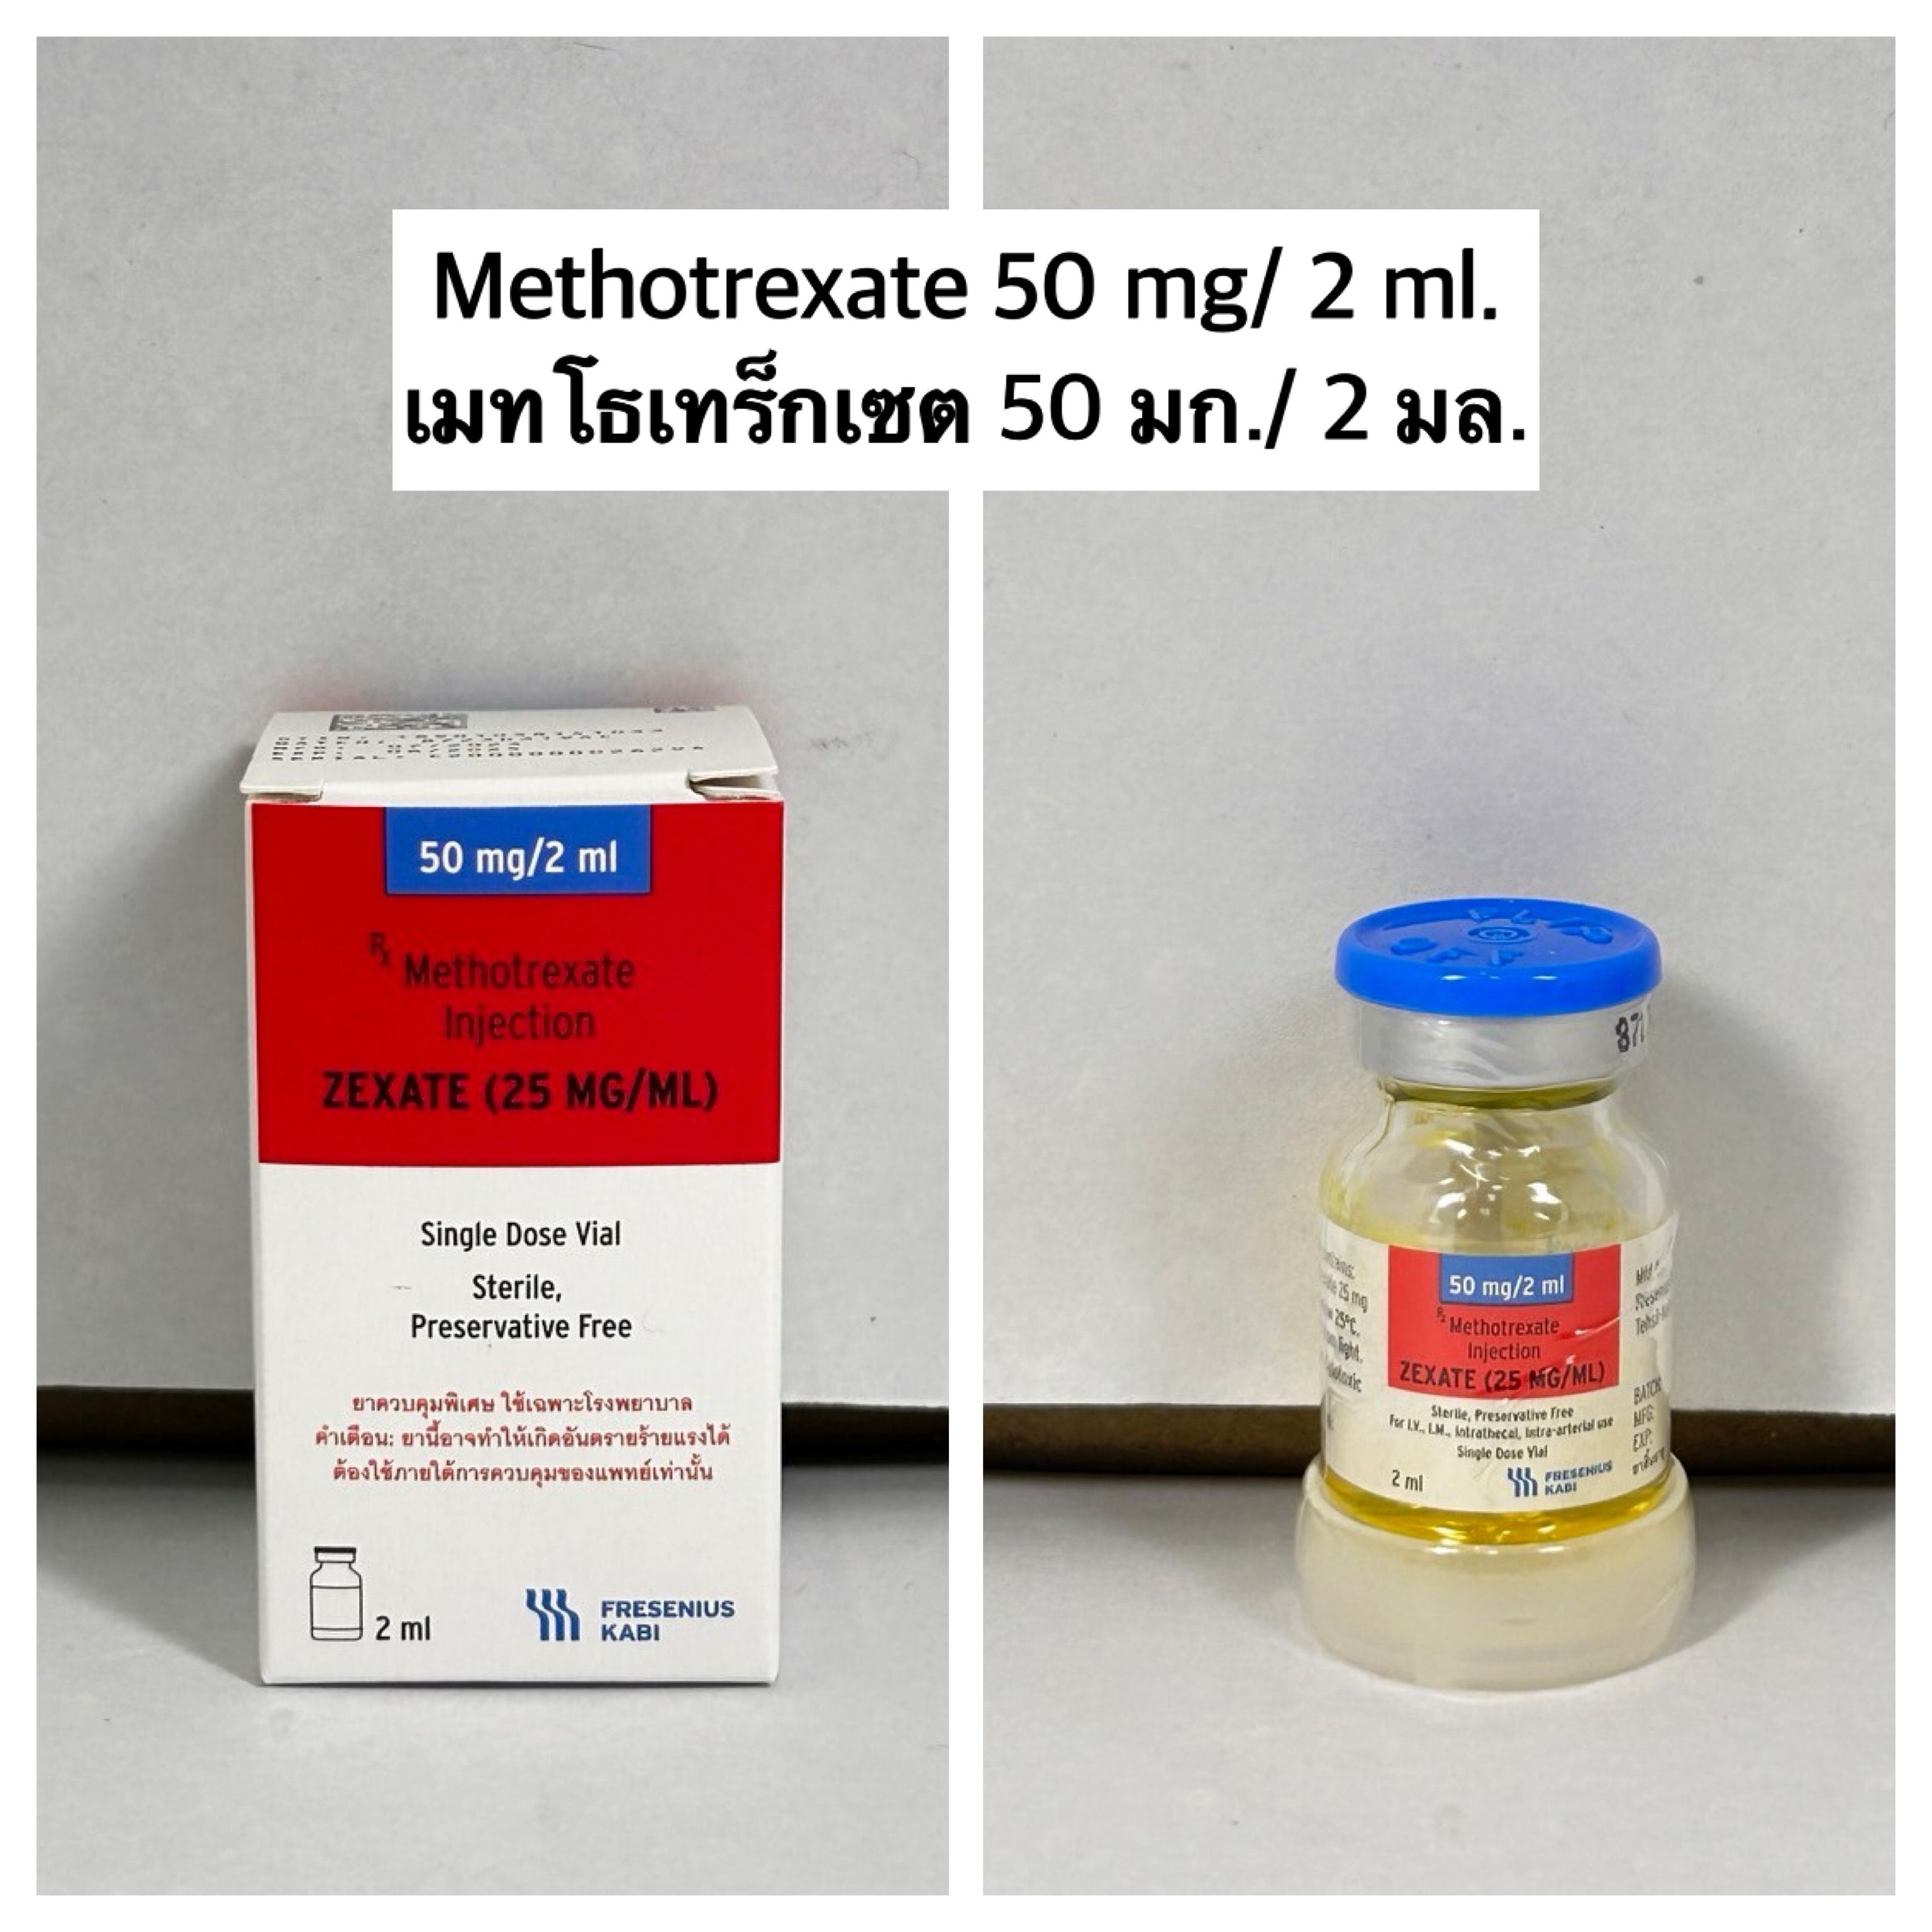 Methotrexate 50 mg/ 2 ml.
เมทโธเทร็กเซต 50 มก./ 2 มล.
50 mg/2 ml
Rx Methotrexate
Injection
ZEXATE (25 MG/ML)
Single Dose Vial
Sterile,
Preservative Free
ยาควบคุมพิเศษ ใช้เฉพาะโรงพยาบาล
คำเตือน: ยานี้อาจทำให้เกิดอันตรายร้ายแรงได้
ต้องใช้ภายใต้การควบคุมของแพทย์เท่านั้น
2 ml
FRESENIUS
KABI
FLIP
OFF
50 mg/2 ml
Rx Methotrexate
Injection
ZEXATE (25 MG/ML)
Sterile, Preservative Free
For I.V., I.M., Intrathecal, Intra-arterial use
Single Dose Vial
2 ml
FRESENIUS
KABI
25 mg
25°C.
light.
BATCH
MFG.
EXP.